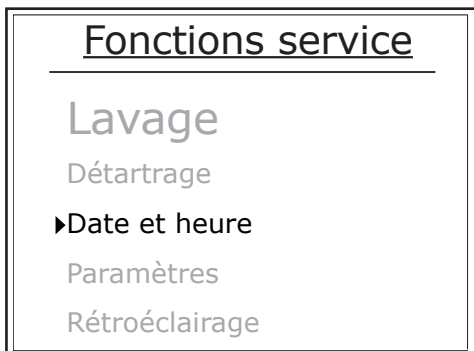 Fonctions service
Lavage
Détartrage
Date et heure
Paramètres
Rétroéclairage